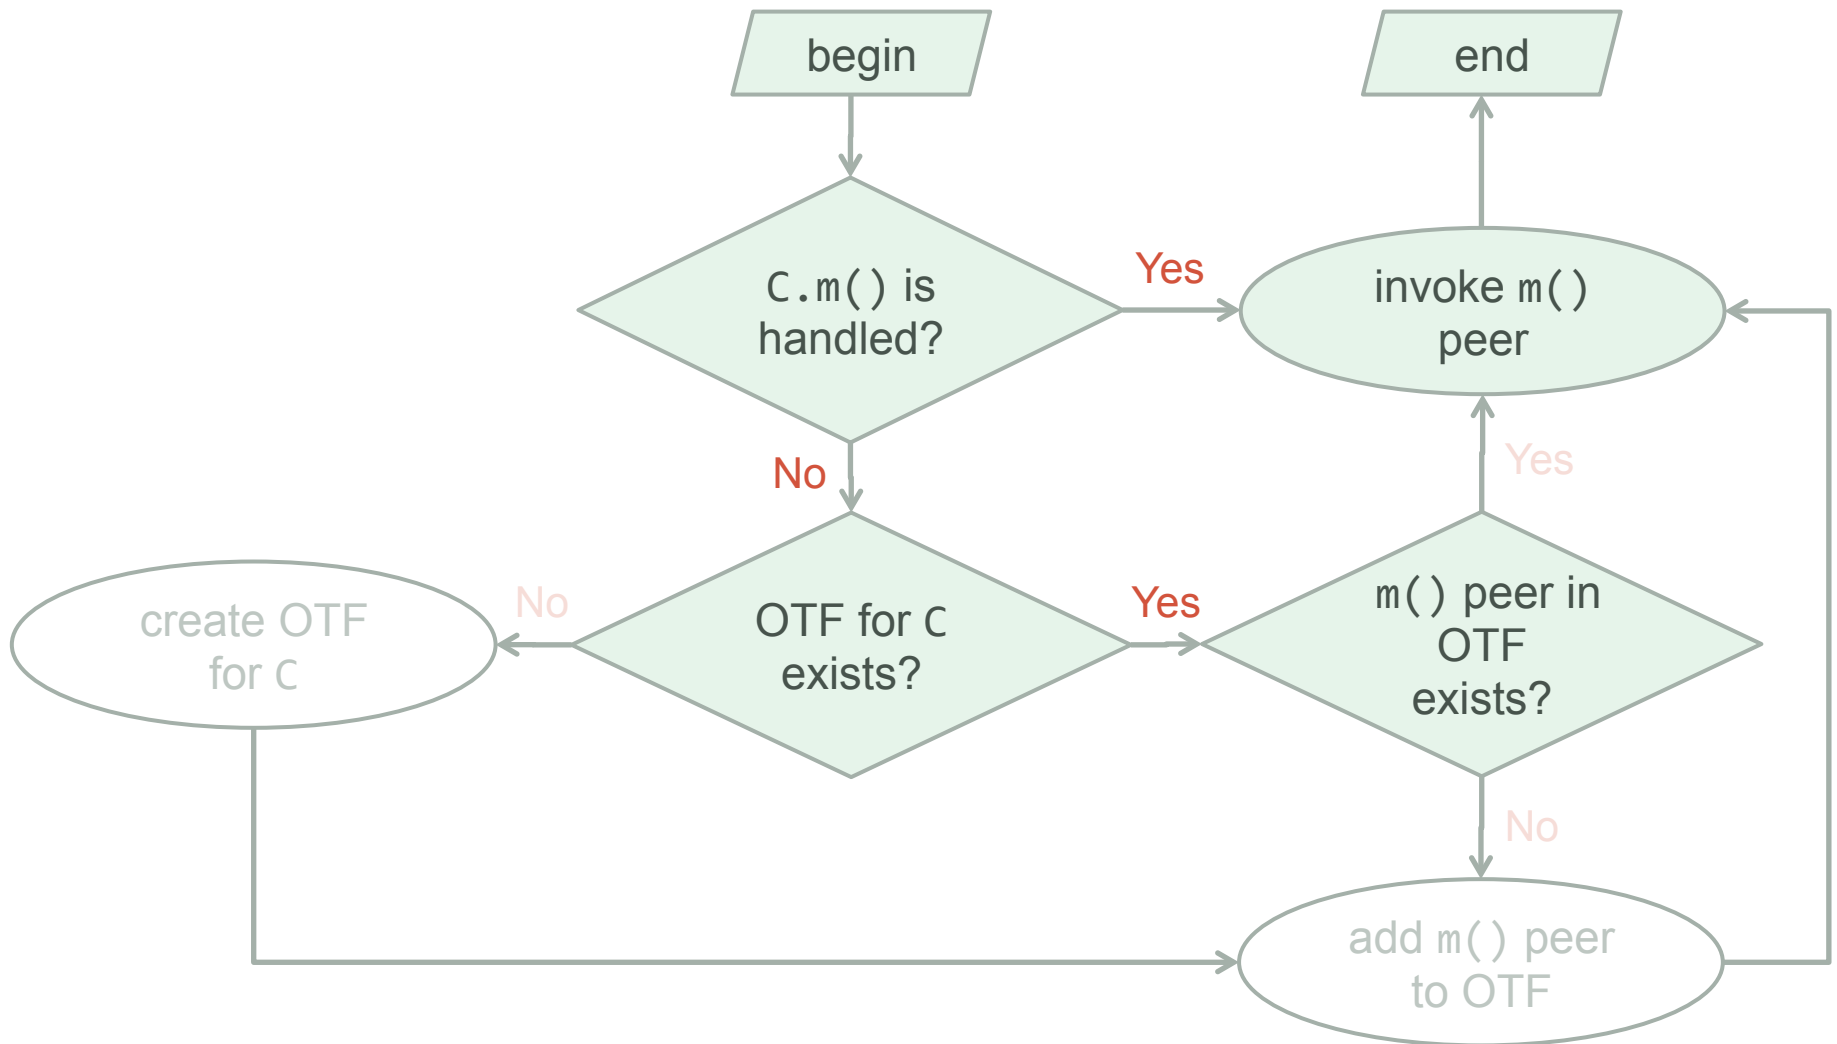 begin
end
C.m() is
handled?
Yes
invoke m()
peer
No
Yes
create OTF
for C
No
OTF for C
exists?
Yes
m() peer in
OTF
exists?
No
add m() peer
to OTF